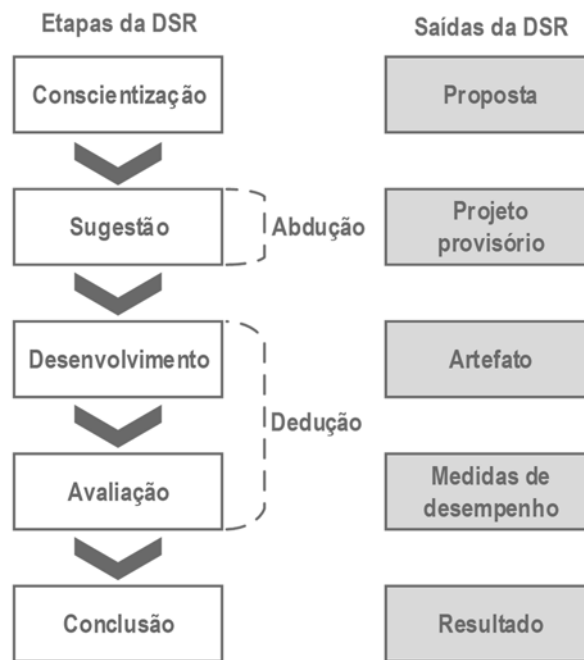 Etapas da DSR
Saídas da DSR
Conscientização
Proposta
Sugestão
Abdução
Projeto
provisório
Desenvolvimento
Artefato
Dedução
Avaliação
Medidas de
desempenho
Conclusão
Resultado